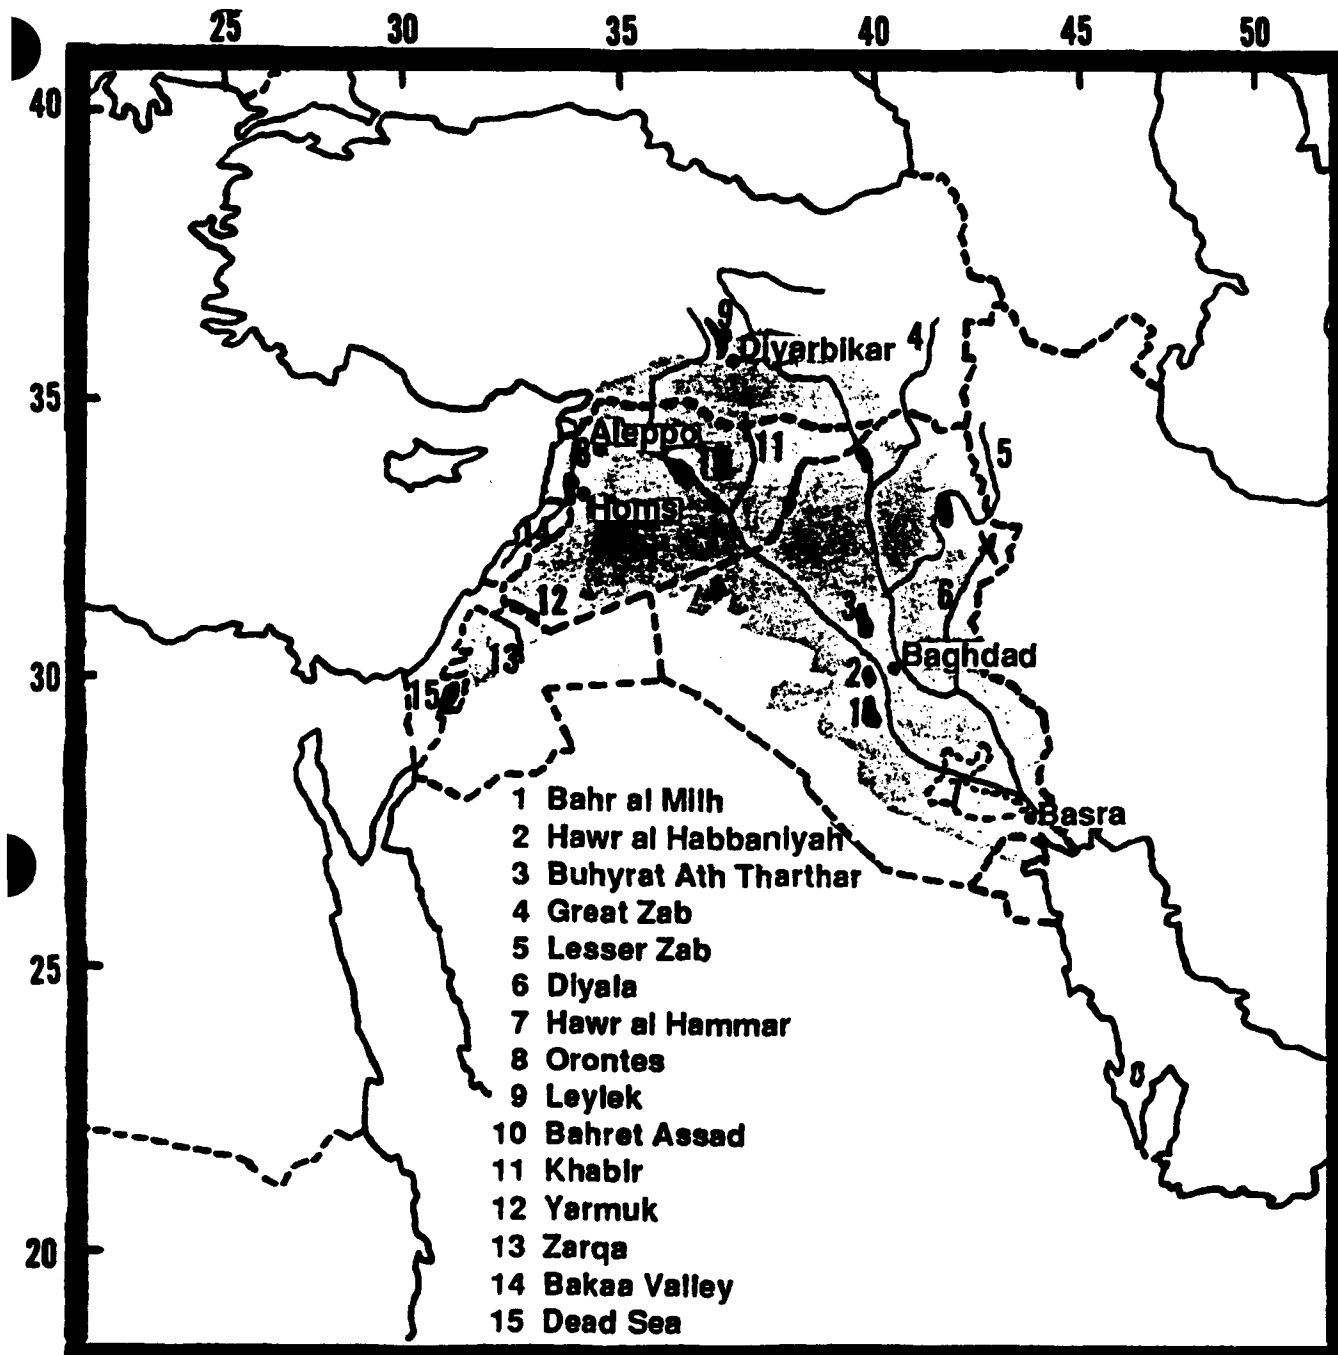 25 30 35 40 45 50
40
9
Diyarbikar 4
35
Aleppo 11
8 10 5
Homs
12 3 6
Baghdad
30 13 2
15 1
1 Bahr al Milh
Basra
2 Hawr al Habbaniyah
3 Buhyrat Ath Tharthar
4 Great Zab
25 5 Lesser Zab
6 Diyala
7 Hawr al Hammar
8 Orontes
9 Leylek
10 Bahret Assad
11 Khabir
12 Yarmuk
20 13 Zarqa
14 Bakaa Valley
15 Dead Sea